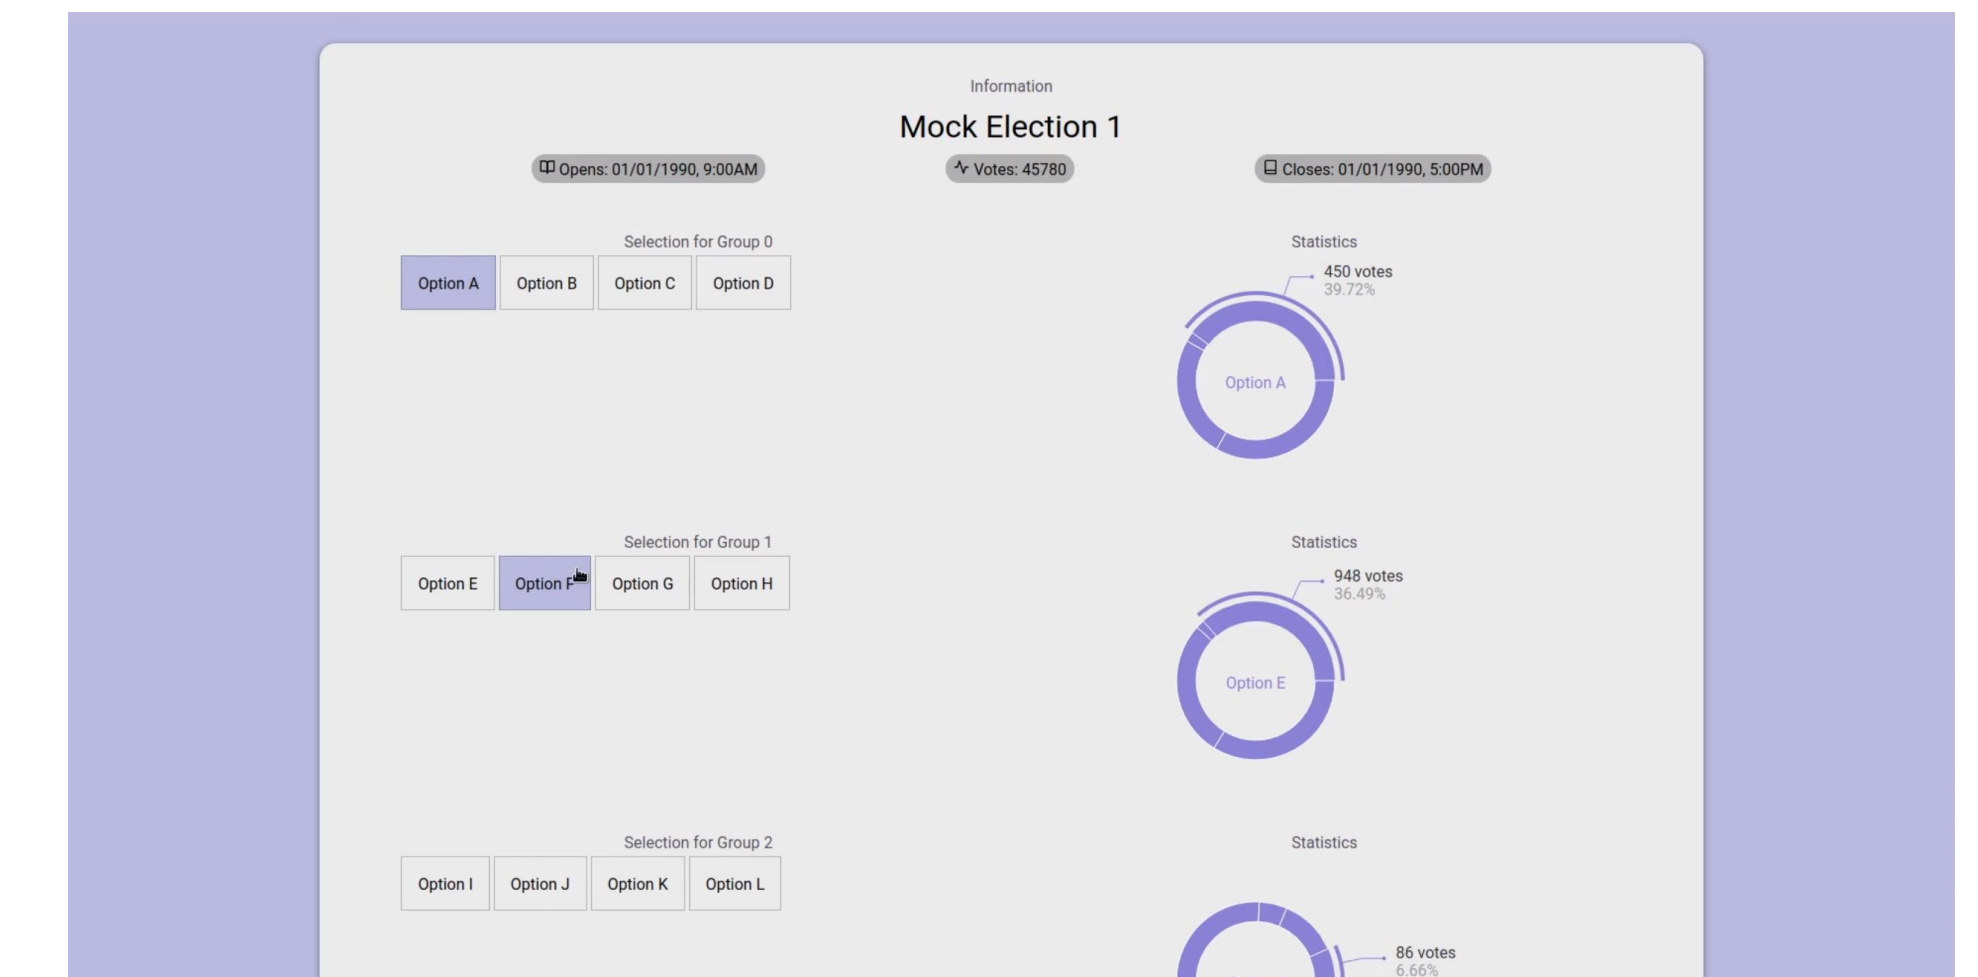 Information
Mock Election 1
Opens: 01/01/1990, 9:00AM
Votes: 45780
Closes: 01/01/1990, 5:00PM
Selection for Group 0
Option A
Option B
Option C
Option D
Statistics
450 votes
39.72%
Option A
Selection for Group 1
Option E
Option F
Option G
Option H
Statistics
948 votes
36.49%
Option E
Selection for Group 2
Option I
Option J
Option K
Option L
Statistics
86 votes
6.66%